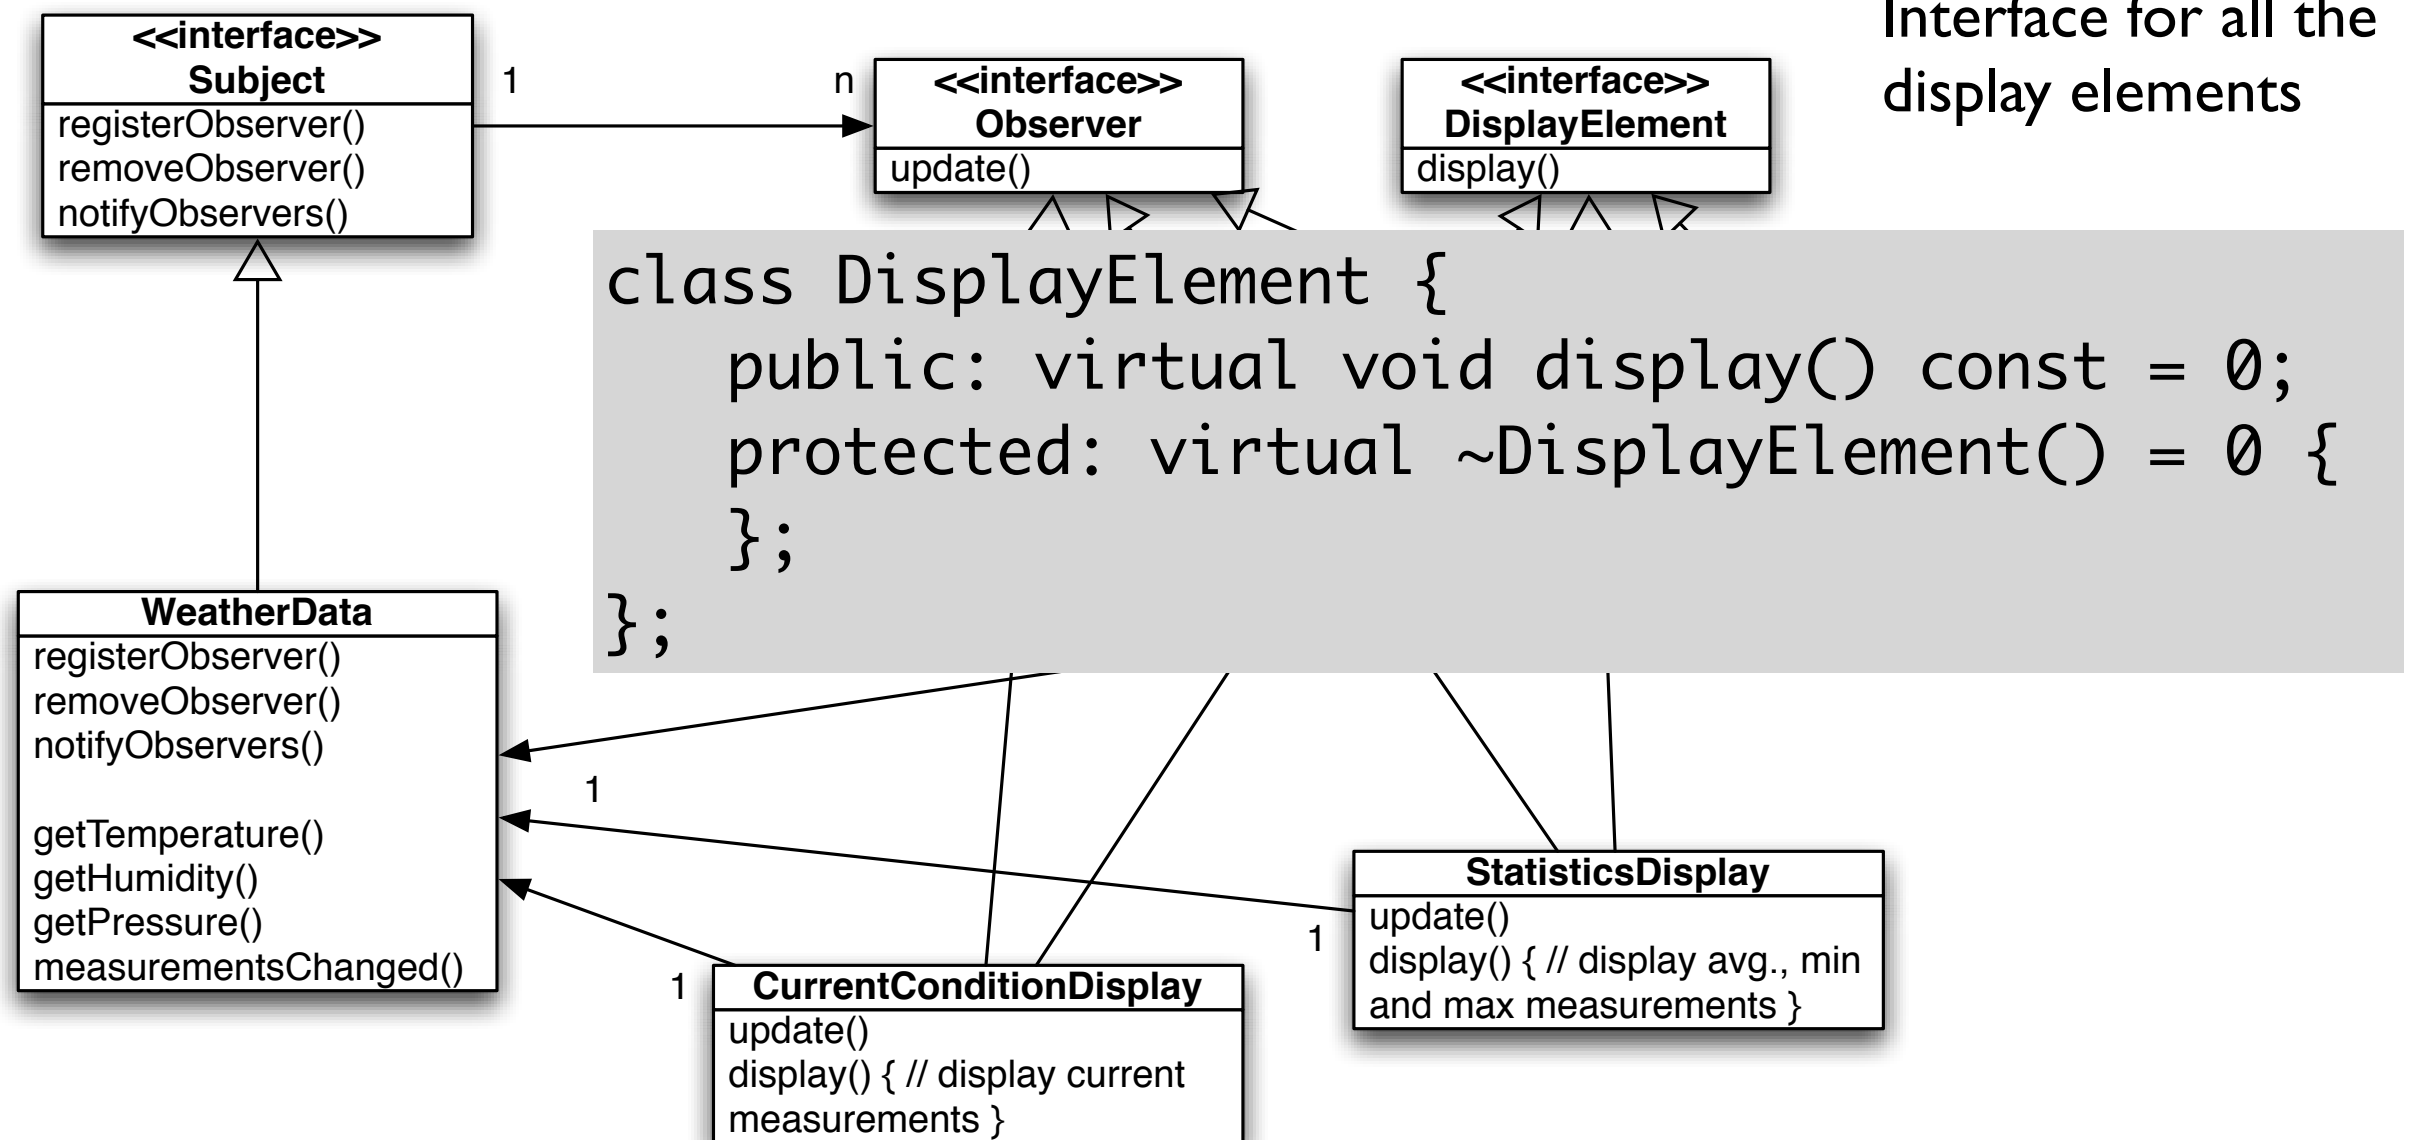 <<interface>>
Subject
registerObserver()
removeObserver()
notifyObservers()
1
n
<<interface>>
Observer
update()
<<interface>>
DisplayElement
display()
Interface for all the
display elements
class DisplayElement {
public: virtual void display() const = 0;
protected: virtual ~DisplayElement() = 0 {
};
};
WeatherData
registerObserver()
removeObserver()
notifyObservers()
getTemperature()
getHumidity()
getPressure()
measurementsChanged()
1
1
CurrentConditionDisplay
update()
display() { // display current
measurements }
1
StatisticsDisplay
update()
display() { // display avg., min
and max measurements }